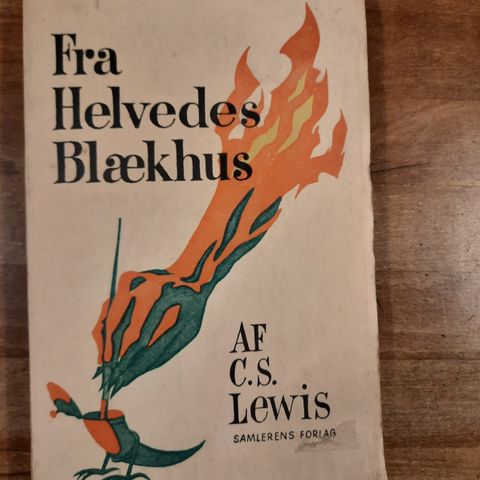 Fra
Helvedes
Blækhus
AF
C.S.
Lewis
SAMLERENS FORLAG